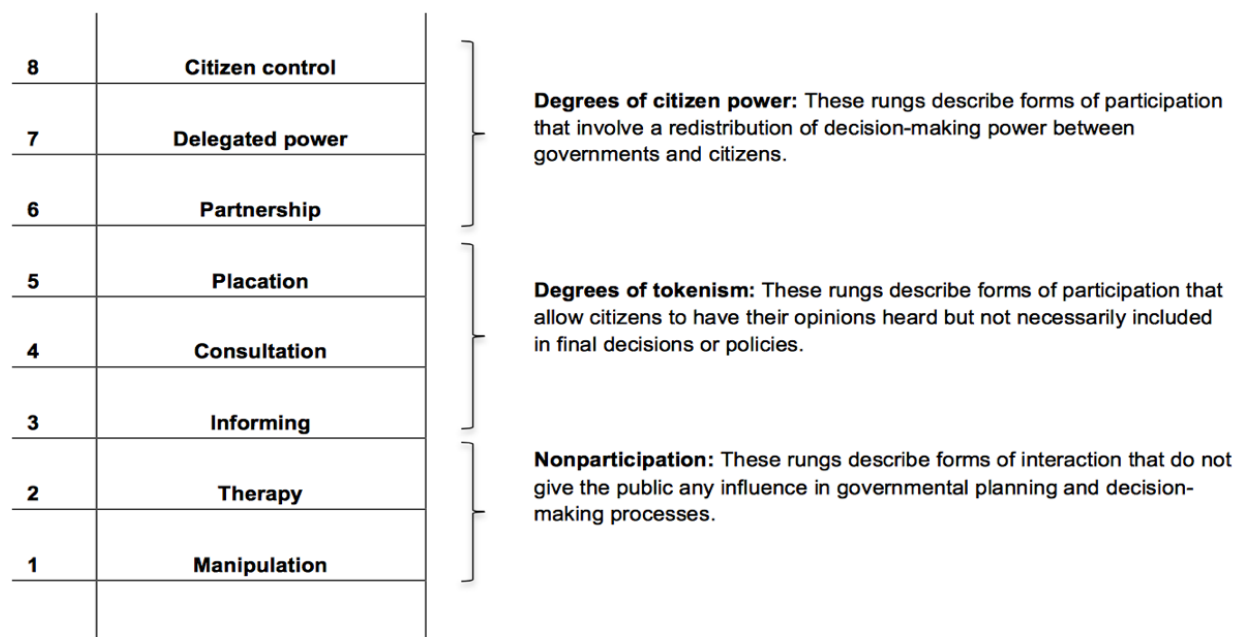 8 Citizen control
7 Delegated power
6 Partnership
5 Placation
4 Consultation
3 Informing
2 Therapy
1 Manipulation
Degrees of citizen power: These rungs describe forms of participation
that involve a redistribution of decision-making power between
governments and citizens.
Degrees of tokenism: These rungs describe forms of participation that
allow citizens to have their opinions heard but not necessarily included
in final decisions or policies.
Nonparticipation: These rungs describe forms of interaction that do not
give the public any influence in governmental planning and decision-
making processes.